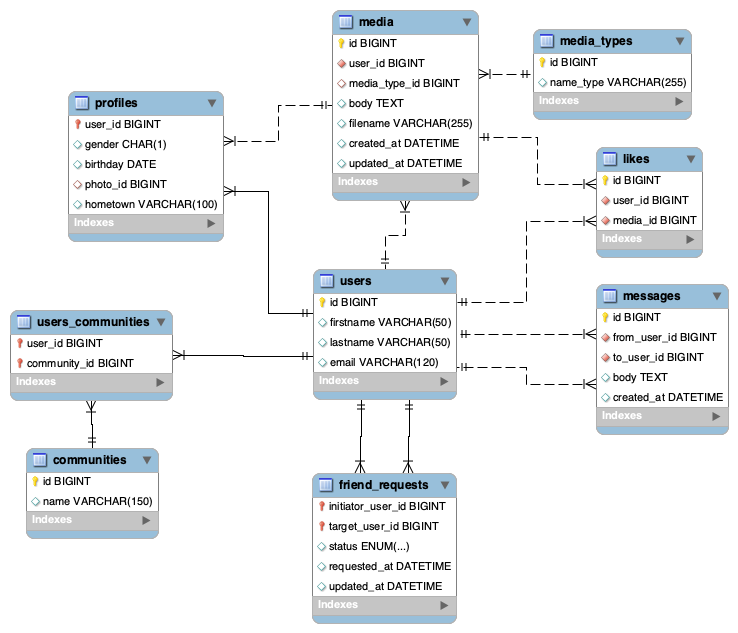 media
id BIGINT
user_id BIGINT
media_type_id BIGINT
body TEXT
filename VARCHAR(255)
created_at DATETIME
updated_at DATETIME
Indexes
media_types
id BIGINT
name_type VARCHAR(255)
Indexes
profiles
user_id BIGINT
gender CHAR(1)
birthday DATE
photo_id BIGINT
hometown VARCHAR(100)
Indexes
likes
id BIGINT
user_id BIGINT
media_id BIGINT
Indexes
users
id BIGINT
firstname VARCHAR(50)
lastname VARCHAR(50)
email VARCHAR(120)
Indexes
messages
id BIGINT
from_user_id BIGINT
to_user_id BIGINT
body TEXT
created_at DATETIME
Indexes
users_communities
user_id BIGINT
community_id BIGINT
Indexes
communities
id BIGINT
name VARCHAR(150)
Indexes
friend_requests
initiator_user_id BIGINT
target_user_id BIGINT
status ENUM(...)
requested_at DATETIME
updated_at DATETIME
Indexes